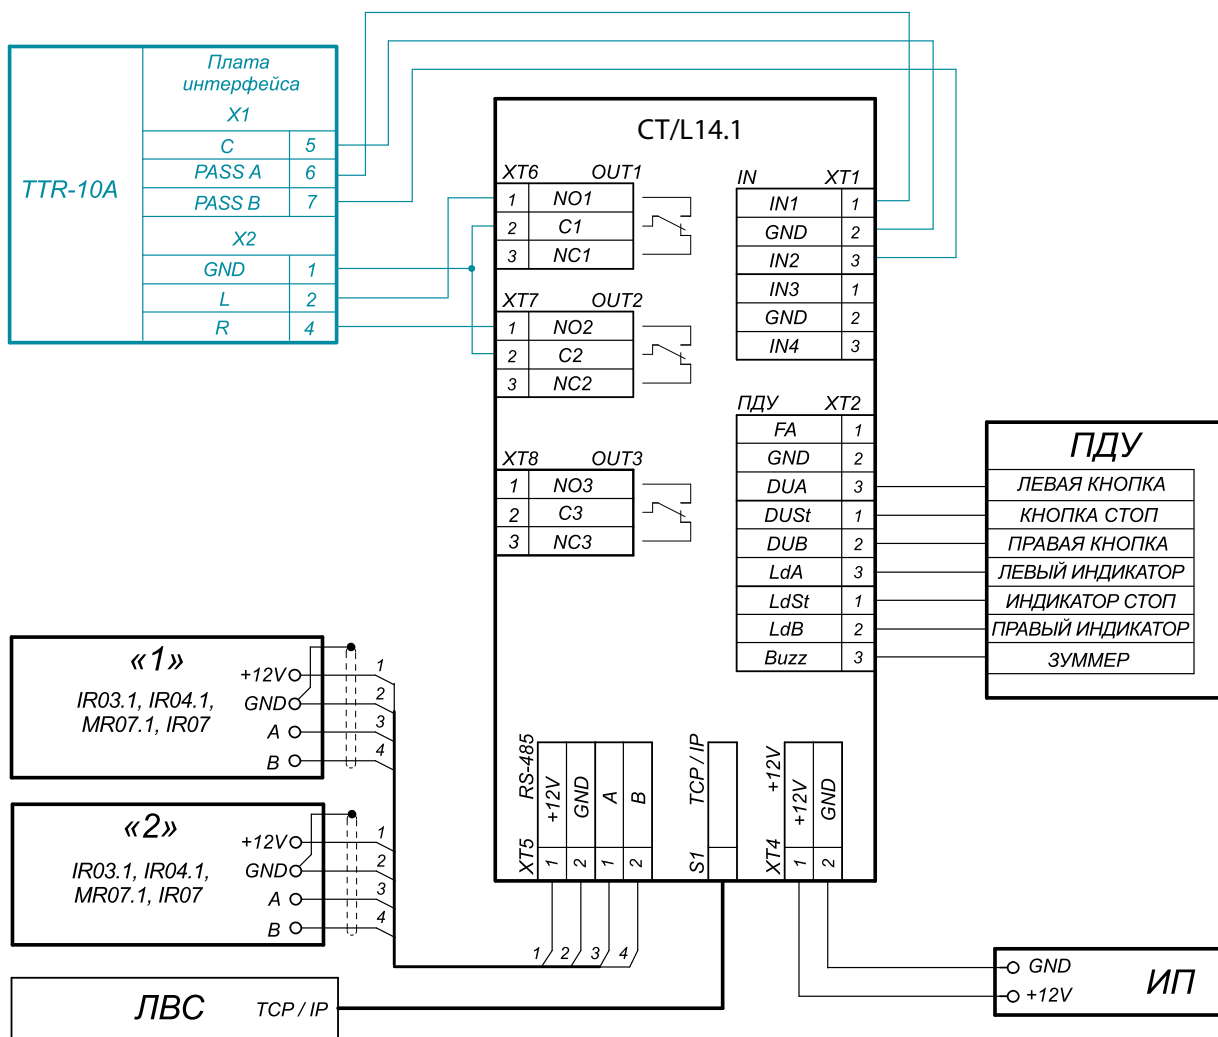 TTR-10A
Плата
интерфейса
X1
C 5
PASS A 6
PASS B 7
X2
GND 1
L 2
R 4
CT/L14.1
XT6 OUT1
1 NO1
2 C1
3 NC1
XT7 OUT2
1 NO2
2 C2
3 NC2
XT8 OUT3
1 NO3
2 C3
3 NC3
IN XT1
IN1 1
GND 2
IN2 3
IN3 1
GND 2
IN4 3
ПДУ XT2
FA 1
GND 2
DUA 3
DUSt 1
DUB 2
LdA 3
LdSt 1
LdB 2
Buzz 3
ПДУ
ЛЕВАЯ КНОПКА
КНОПКА СТОП
ПРАВАЯ КНОПКА
ЛЕВЫЙ ИНДИКАТОР
ИНДИКАТОР СТОП
ПРАВЫЙ ИНДИКАТОР
ЗУММЕР
«1»
IR03.1, IR04.1,
MR07.1, IR07
+12V 1
GND 2
A 3
B 4
«2»
IR03.1, IR04.1,
MR07.1, IR07
+12V 1
GND 2
A 3
B 4
XT5 RS-485
1 +12V
2 GND
1 A
2 B
S1 TCP / IP
XT4 +12V
1 +12V
2 GND
1 2 3 4
ЛВС TCP / IP
GND
+12V
ИП